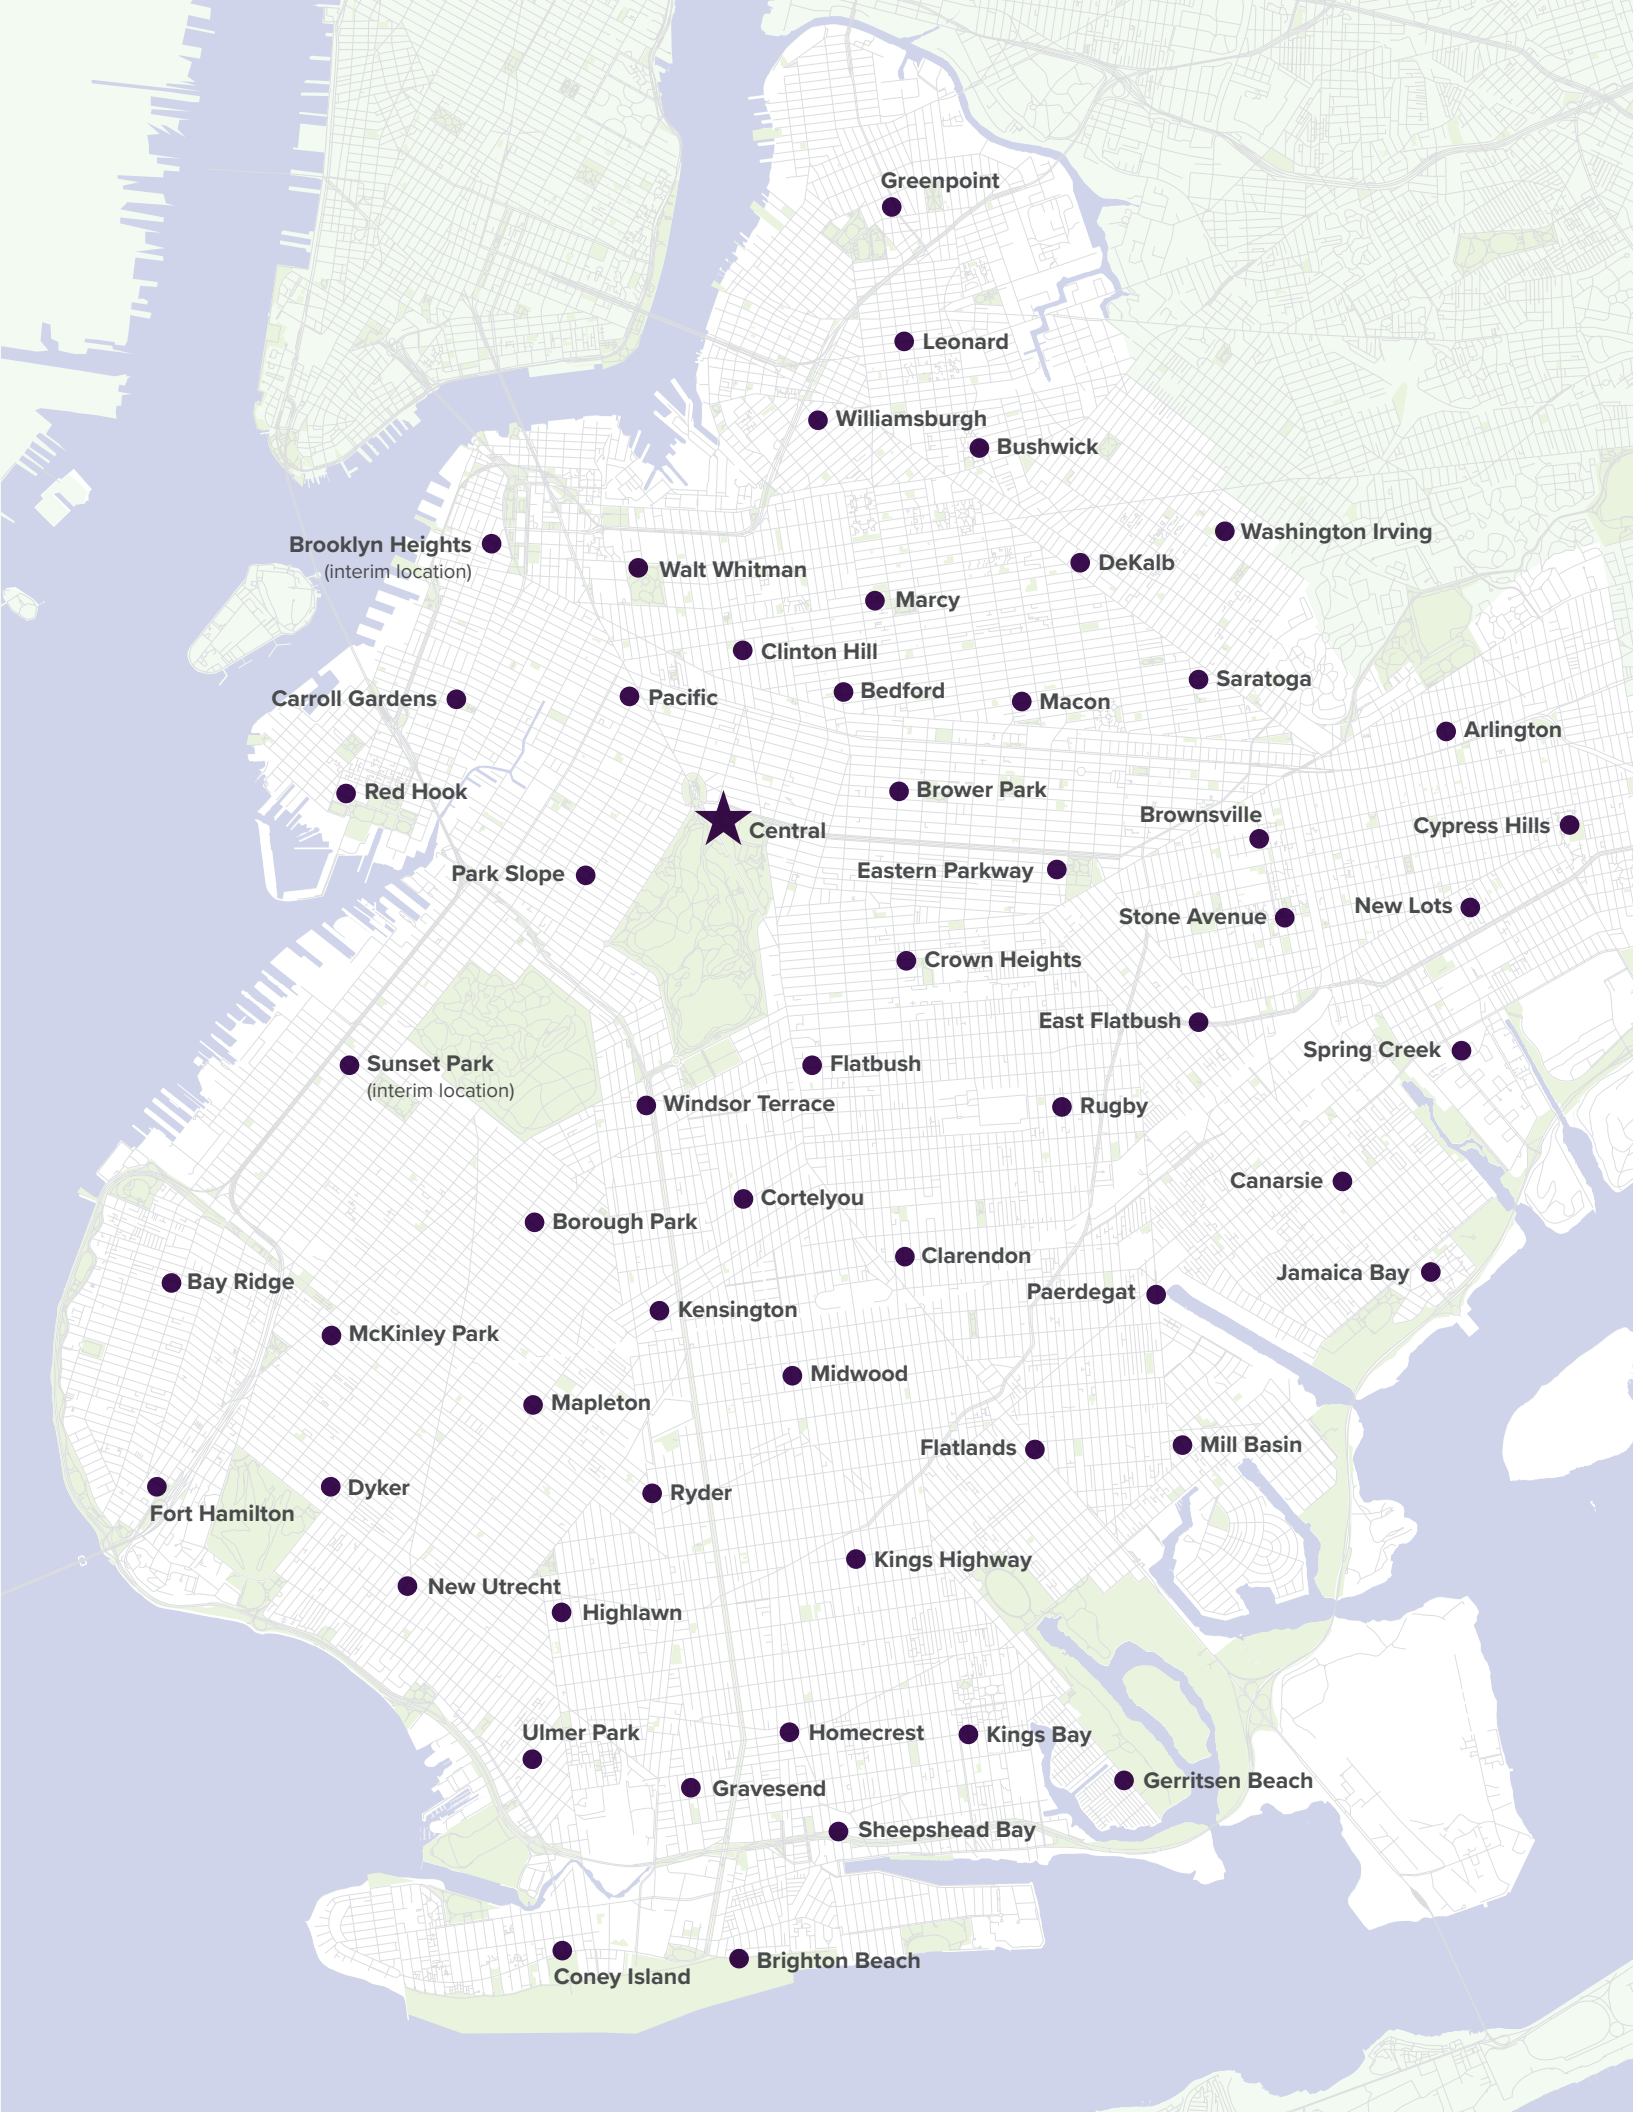 Greenpoint
Leonard
Williamsburgh
Bushwick
Washington Irving
Brooklyn Heights
(interim location)
DeKalb
Walt Whitman
Marcy
Clinton Hill
Saratoga
Bedford
Pacific
Carroll Gardens
Macon
Arlington
Brower Park
Red Hook
Brownsville
Cypress Hills
Central
Eastern Parkway
Park Slope
New Lots
Stone Avenue
Crown Heights
East Flatbush
Spring Creek
Sunset Park
(interim location)
Flatbush
Windsor Terrace
Rugby
Canarsie
Cortelyou
Borough Park
Clarendon
Jamaica Bay
Bay Ridge
Paerdegat
Kensington
McKinley Park
Midwood
Mapleton
Mill Basin
Flatlands
Dyker
Ryder
Fort Hamilton
Kings Highway
New Utrecht
Highlawn
Ulmer Park
Homecrest
Kings Bay
Gerritsen Beach
Gravesend
Sheepshead Bay
Brighton Beach
Coney Island